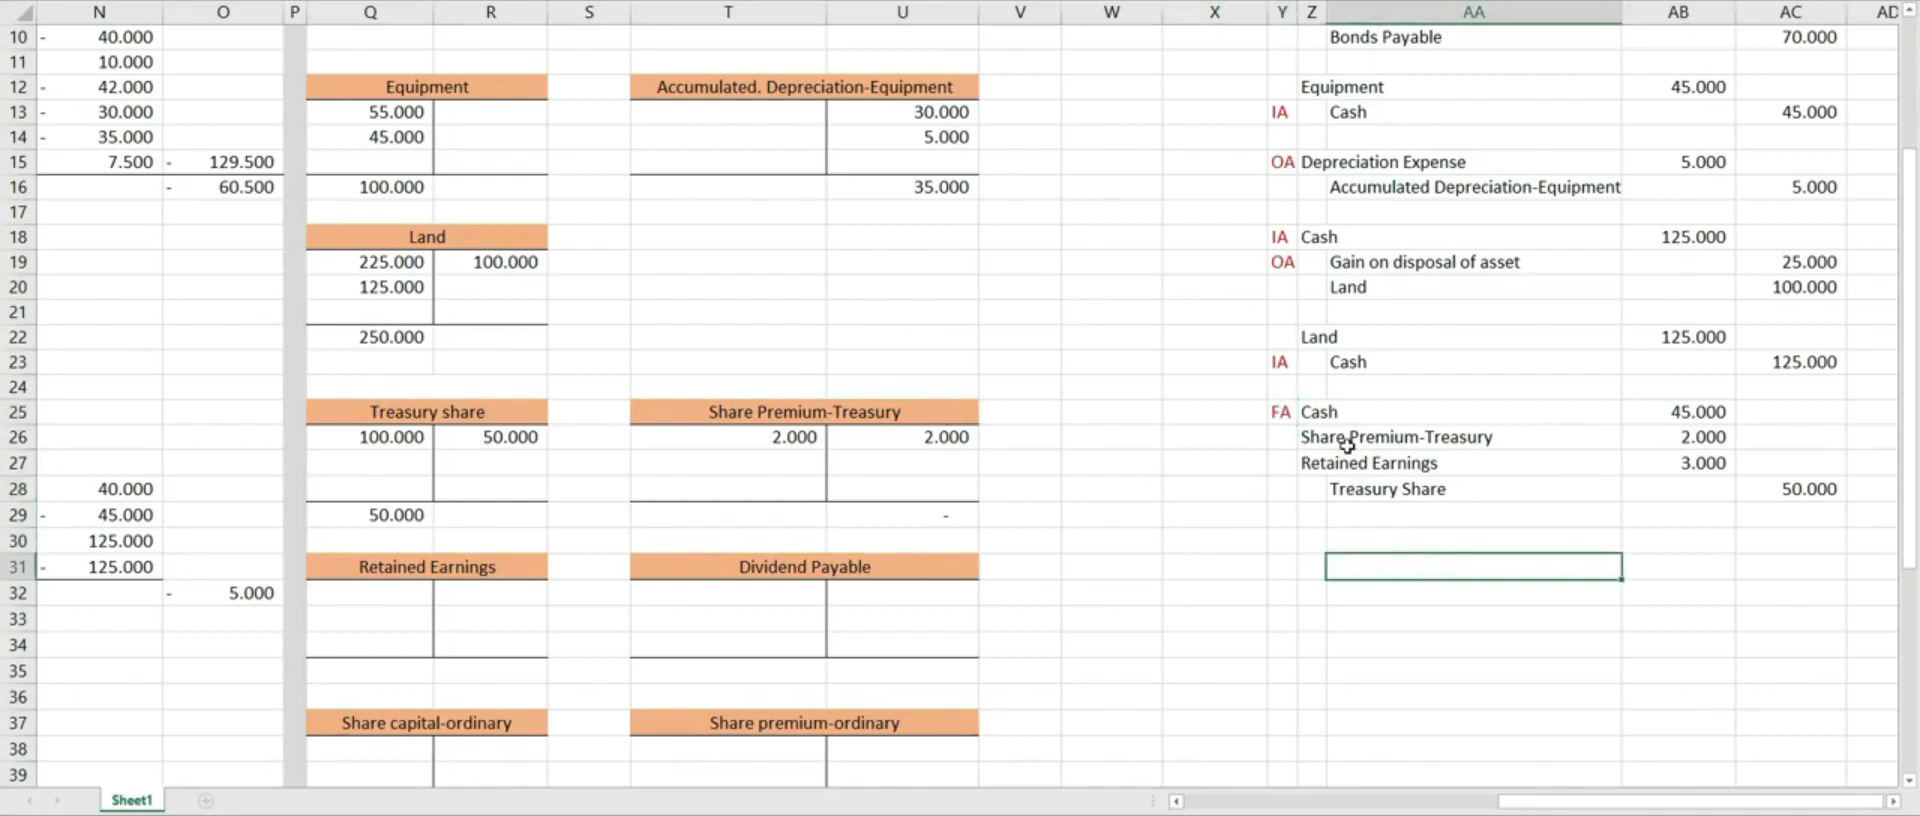 N O P Q R S T U V W X Y Z AA AB AC AD
10 - 40.000 Bonds Payable 70.000
11 10.000
12 - 42.000 Equipment Accumulated. Depreciation-Equipment Equipment 45.000
13 - 30.000 55.000 30.000 IA Cash 45.000
14 - 35.000 45.000 5.000
15 7.500 - 129.500 OA Depreciation Expense 5.000
16 - 60.500 100.000 35.000 Accumulated Depreciation-Equipment 5.000
17
18 Land IA Cash 125.000
19 225.000 100.000 OA Gain on disposal of asset 25.000
20 125.000 Land 100.000
21
22 250.000 Land 125.000
23 IA Cash 125.000
24
25 Treasury share Share Premium-Treasury FA Cash 45.000
26 100.000 50.000 2.000 2.000 Share Premium-Treasury 2.000
27 Retained Earnings 3.000
28 40.000 Treasury Share 50.000
29 - 45.000 50.000 -
30 125.000
31 - 125.000 Retained Earnings Dividend Payable
32 - 5.000
33
34
35
36
37 Share capital-ordinary Share premium-ordinary
38
39
Sheet1